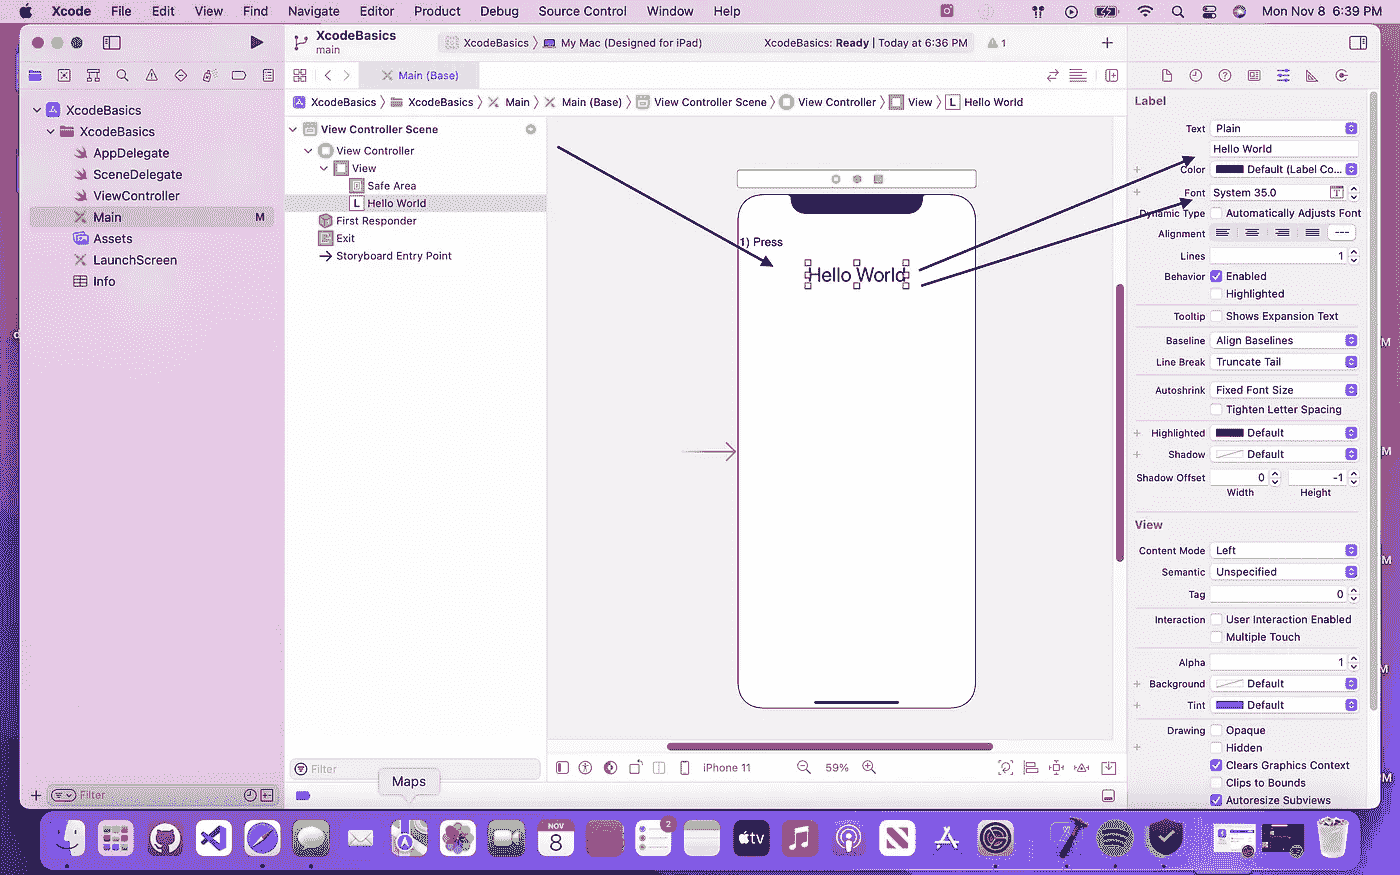 Xcode File Edit View Find Navigate Editor Product Debug Source Control Window Help Mon Nov 8 6:39 PM
XcodeBasics
main
XcodeBasics My Mac (Designed for iPad) XcodeBasics: Ready | Today at 6:36 PM 1
Main (Base)
XcodeBasics XcodeBasics Main Main (Base) View Controller Scene View Controller View L Hello World
XcodeBasics
XcodeBasics
AppDelegate
SceneDelegate
ViewController
Main M
Assets
LaunchScreen
Info
Filter
View Controller Scene
View Controller
View
Safe Area
L Hello World
First Responder
Exit
Storyboard Entry Point
Filter
1) Press
Hello World
iPhone 11 59%
Label
Text Plain
Hello World
Color Default (Label Co...
Font System 35.0 T
Dynamic Type Automatically Adjusts Font
Alignment
Lines 1
Behavior Enabled
Highlighted
Tooltip Shows Expansion Text
Baseline Align Baselines
Line Break Truncate Tail
Autoshrink Fixed Font Size
Tighten Letter Spacing
Highlighted Default
Shadow Default
Shadow Offset 0 -1
Width Height
View
Content Mode Left
Semantic Unspecified
Tag 0
Interaction User Interaction Enabled
Multiple Touch
Alpha 1
Background Default
Tint Default
Drawing Opaque
Hidden
Clears Graphics Context
Clips to Bounds
Autoresize Subviews
Maps
NOV
8
2
tv